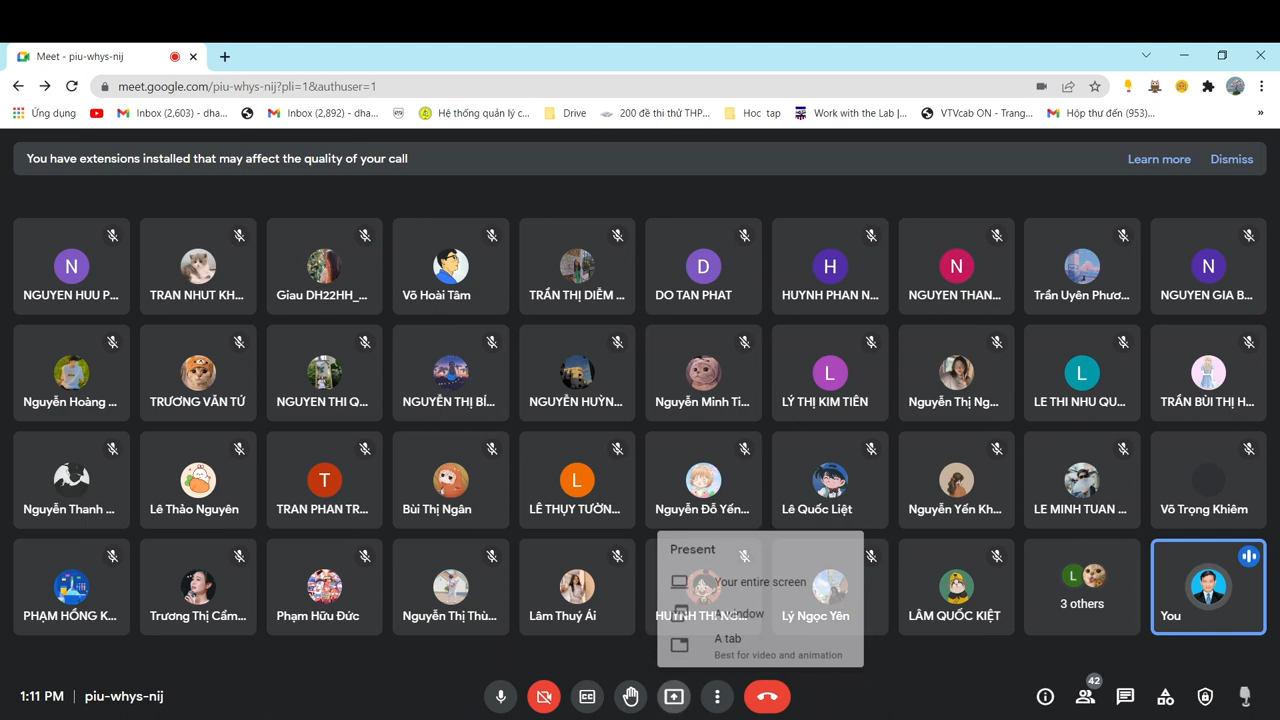 Meet - piu-whys-nij
meet.google.com/piu-whys-nij?pli=1&authuser=1
Ứng dụng Inbox (2,603) - dha... Inbox (2,892) - dha... Hệ thống quản lý c... Drive 200 đề thi thử THP... Hoc tap Work with the Lab |... VTVcab ON - Trang... Hộp thư đến (953)... »
You have extensions installed that may affect the quality of your call Learn more Dismiss
N D H N N
NGUYEN HUU P... TRAN NHUT KH... Giau DH22HH_... Võ Hoài Tâm TRẦN THỊ DIỄM ... DO TAN PHAT HUYNH PHAN N... NGUYEN THAN... Trần Uyên Phươ... NGUYEN GIA B...
L L
Nguyễn Hoàng ... TRƯƠNG VĂN TÚ NGUYEN THI Q... NGUYỄN THỊ BÍ... NGUYỄN HUỲN... Nguyễn Minh Ti... LÝ THỊ KIM TIÊN Nguyễn Thị Ng... LE THI NHU QU... TRẦN BÙI THỊ H...
T L
Nguyễn Thanh ... Lê Thảo Nguyên TRAN PHAN TR... Bùi Thị Ngân LÊ THỤY TƯỜN... Nguyễn Đỗ Yến... Lê Quốc Liệt Nguyễn Yến Kh... LE MINH TUAN ... Võ Trọng Khiêm
Present
Your entire screen
A window
A tab
Best for video and animation
L
3 others
PHẠM HỒNG K... Trương Thị Cẩm... Phạm Hữu Đức Nguyễn Thị Thù... Lâm Thuý Ái HUỲNH THỊ NG... Lý Ngọc Yên LÂM QUỐC KIỆT You
42
1:11 PM | piu-whys-nij